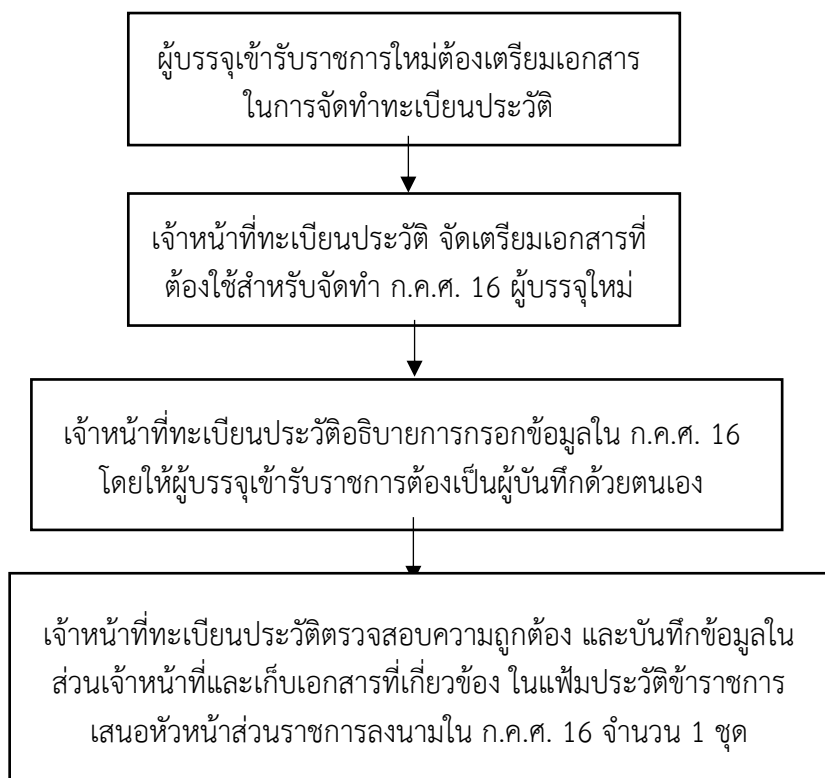 ผู้บรรจุเข้ารับราชการใหม่ต้องเตรียมเอกสาร
ในการจัดทำทะเบียนประวัติ
เจ้าหน้าที่ทะเบียนประวัติ จัดเตรียมเอกสารที่
ต้องใช้สำหรับจัดทำ ก.ค.ศ. 16 ผู้บรรจุใหม่
เจ้าหน้าที่ทะเบียนประวัติอธิบายการกรอกข้อมูลใน ก.ค.ศ. 16
โดยให้ผู้บรรจุเข้ารับราชการต้องเป็นผู้บันทึกด้วยตนเอง
เจ้าหน้าที่ทะเบียนประวัติตรวจสอบความถูกต้อง และบันทึกข้อมูลใน
ส่วนเจ้าหน้าที่และเก็บเอกสารที่เกี่ยวข้อง ในแฟ้มประวัติข้าราชการ
เสนอหัวหน้าส่วนราชการลงนามใน ก.ค.ศ. 16 จำนวน 1 ชุด